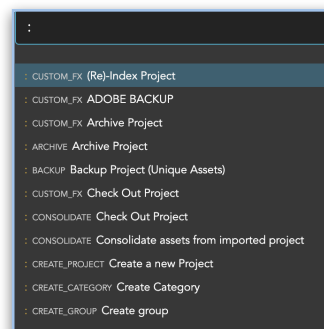 :
: CUSTOM_FX (Re)-Index Project
: CUSTOM_FX ADOBE BACKUP
: CUSTOM_FX Archive Project
: ARCHIVE Archive Project
: BACKUP Backup Project (Unique Assets)
: CUSTOM_FX Check Out Project
: CONSOLIDATE Check Out Project
: CONSOLIDATE Consolidate assets from imported project
: CREATE_PROJECT Create a new Project
: CREATE_CATEGORY Create Category
: CREATE_GROUP Create group